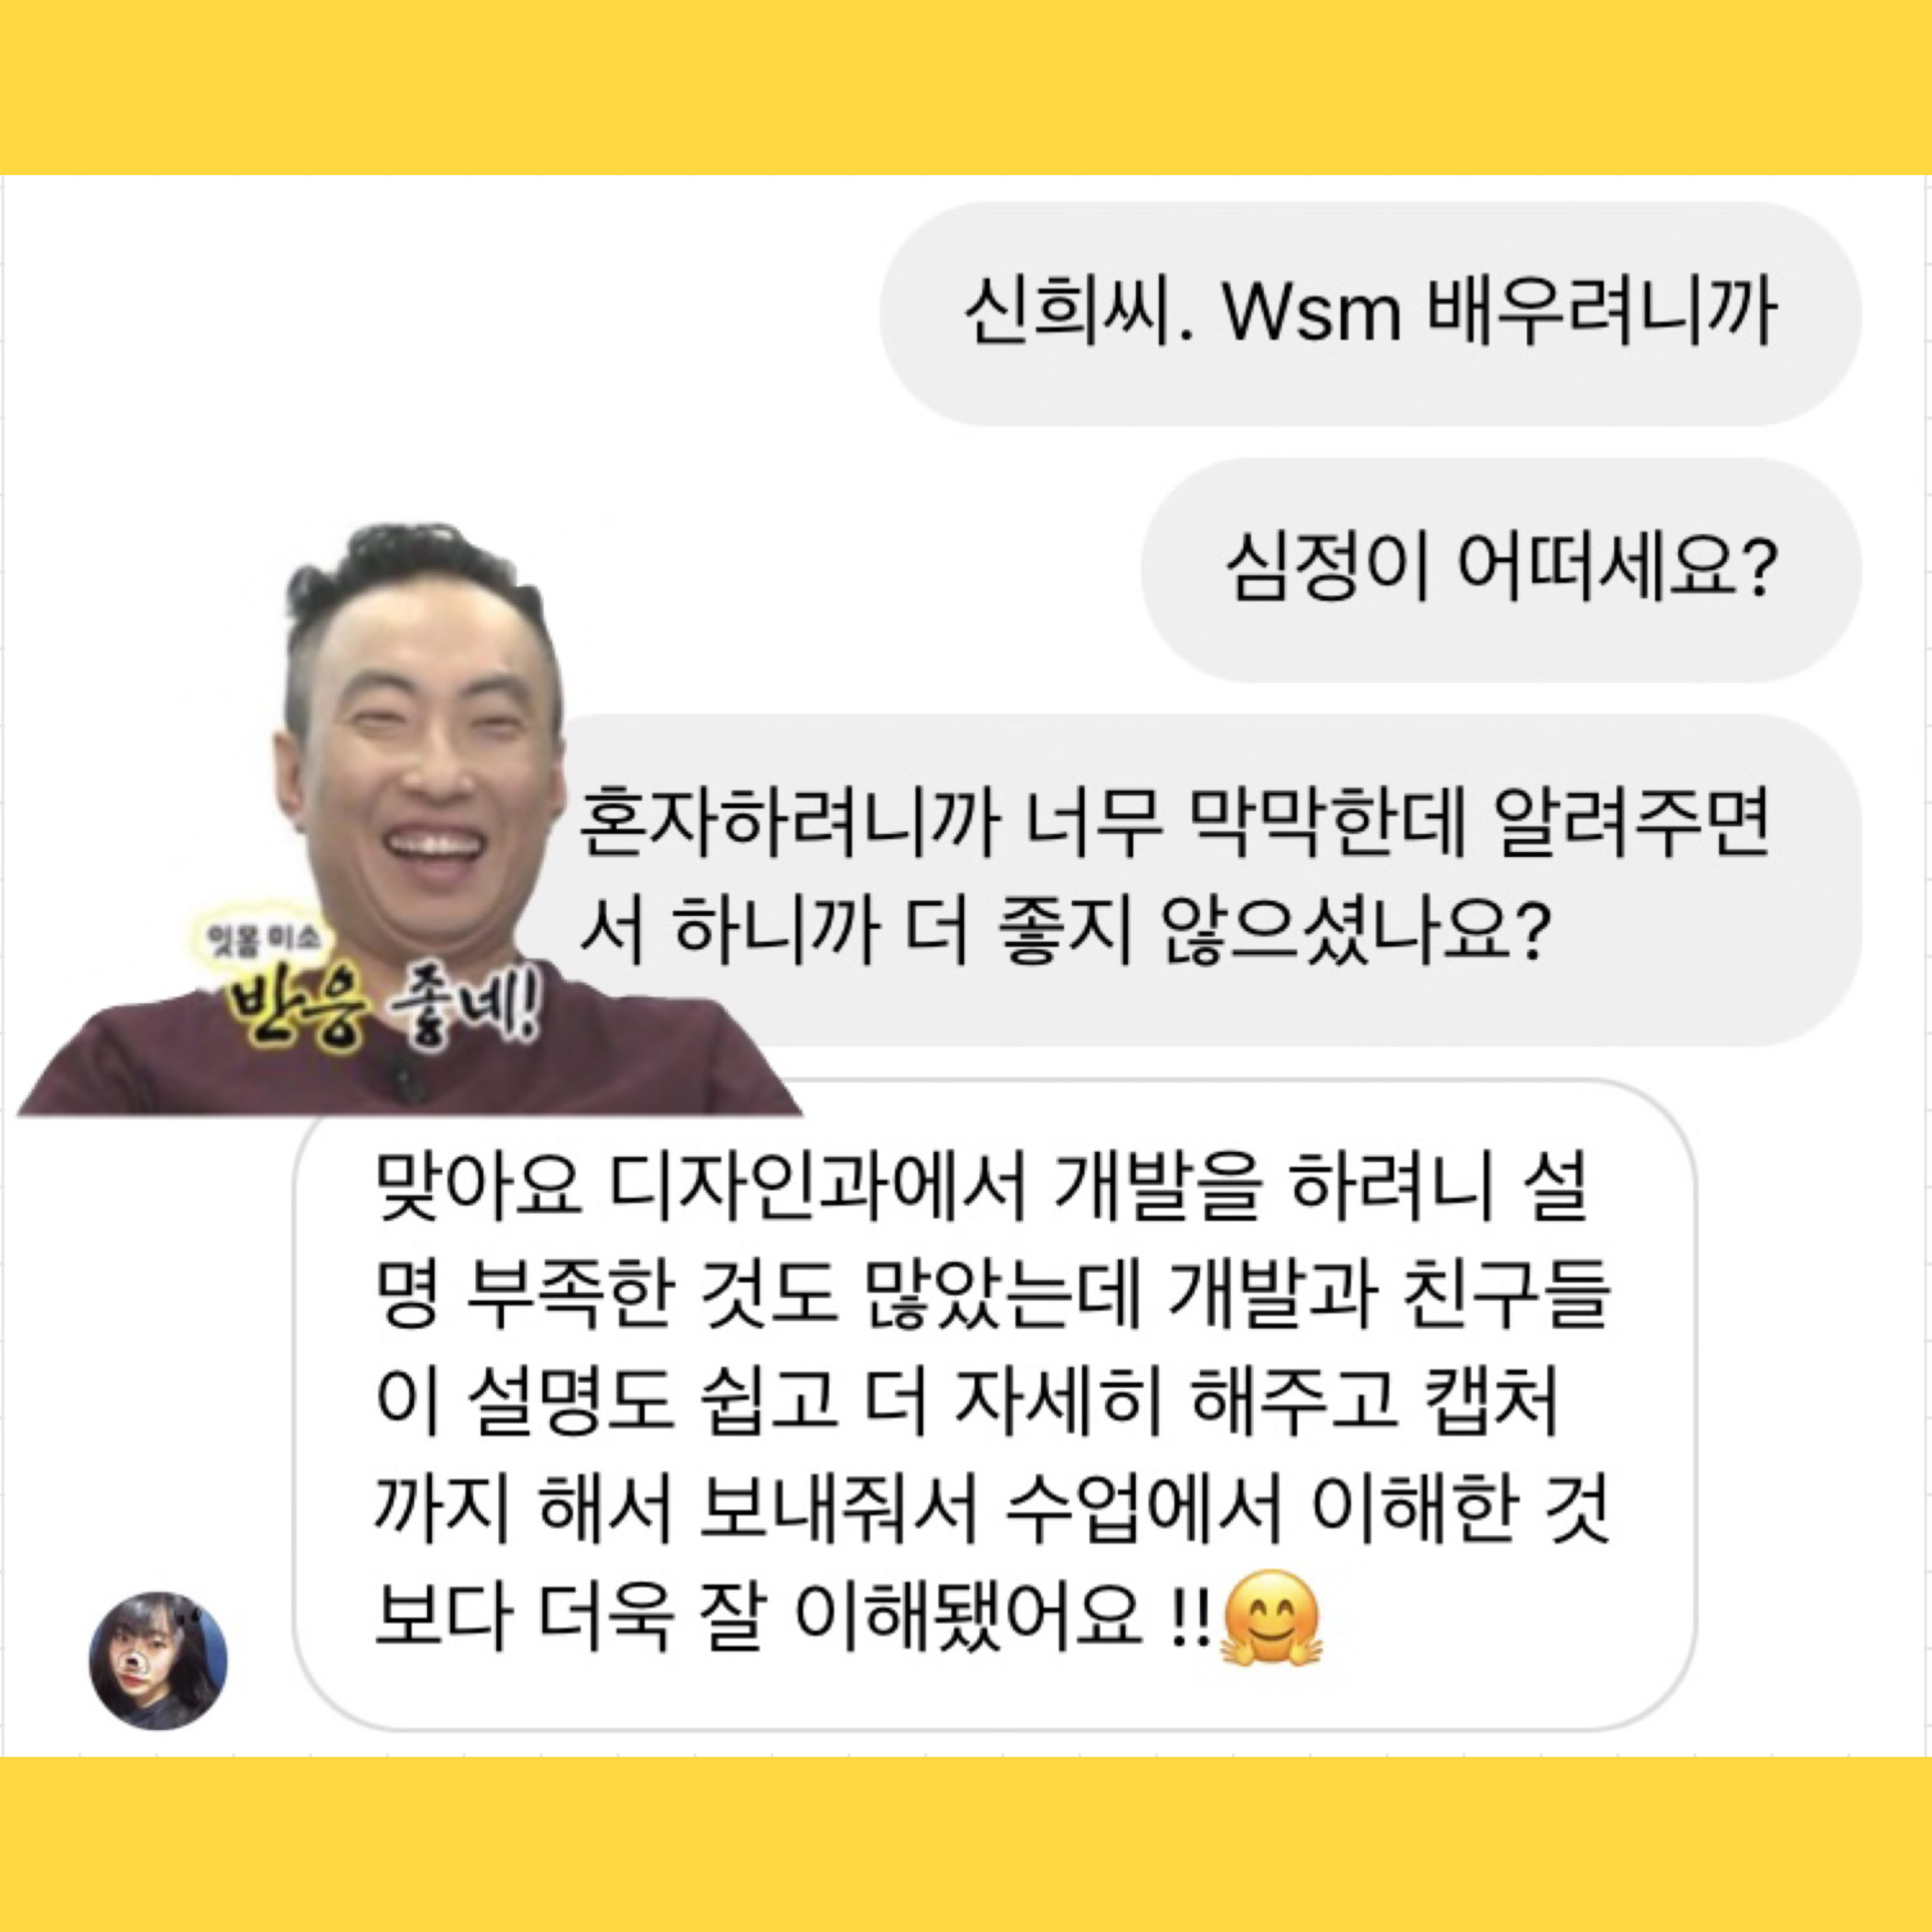 신희씨. Wsm 배우려니까
심정이 어떠세요?
혼자하려니까 너무 막막한데 알려주면
서 하니까 더 좋지 않으셨나요?
잇몸 미소
반응 좋네!
맞아요 디자인과에서 개발을 하려니 설
명 부족한 것도 많았는데 개발과 친구들
이 설명도 쉽고 더 자세히 해주고 캡처
까지 해서 보내줘서 수업에서 이해한 것
보다 더욱 잘 이해됐어요 !!🤗